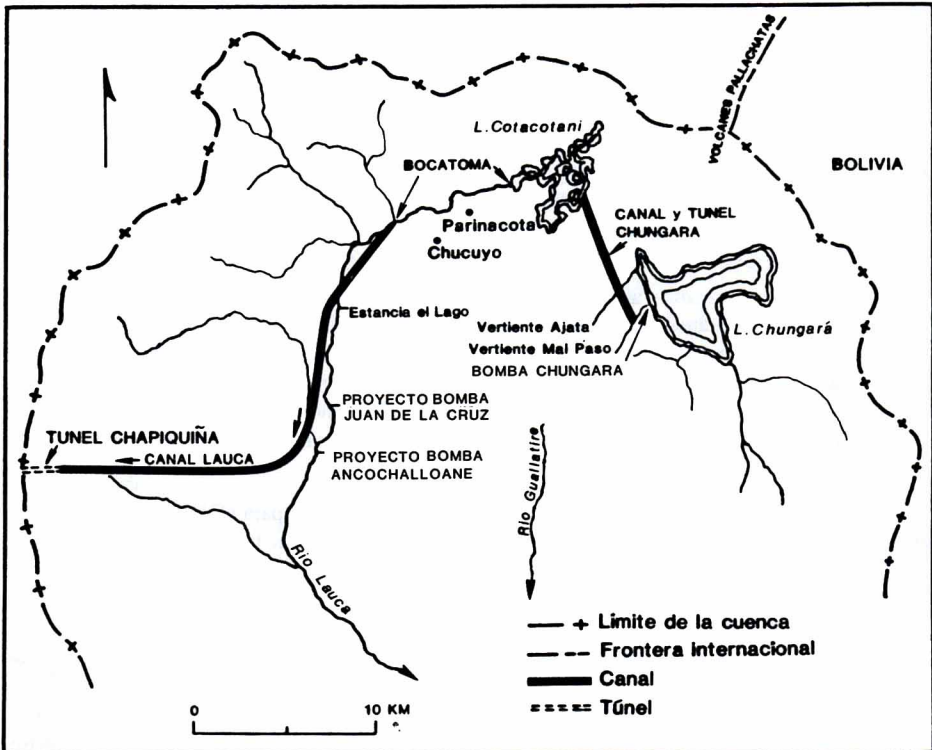 VOLCANES PALLACHATAS
L. Cotacotani
BOLIVIA
BOCATOMA
CANAL y TUNEL
CHUNGARA
Parinacota
Chucuyo
Estancia el Lago
Vertiente Ajata
L. Chungará
Vertiente Mal Paso
BOMBA CHUNGARA
PROYECTO BOMBA
JUAN DE LA CRUZ
TUNEL CHAPIQUIÑA
CANAL LAUCA
PROYECTO BOMBA
ANCOCHALLOANE
Rio Guallatire
Rio Lauca
Límite de la cuenca
Frontera internacional
Canal
Túnel
0 10 KM